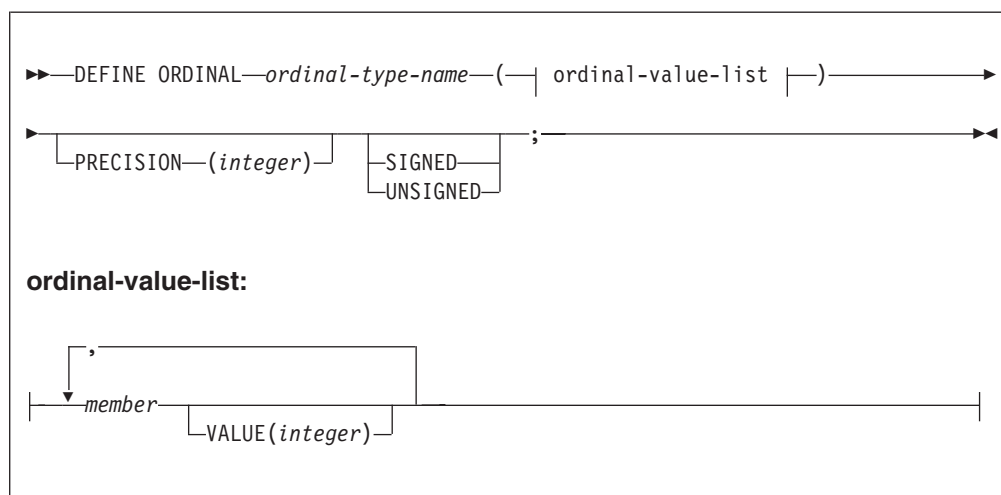 DEFINE ORDINAL ordinal-type-name ( ordinal-value-list )
PRECISION (integer) SIGNED ;
UNSIGNED
ordinal-value-list:
,
member
VALUE(integer)